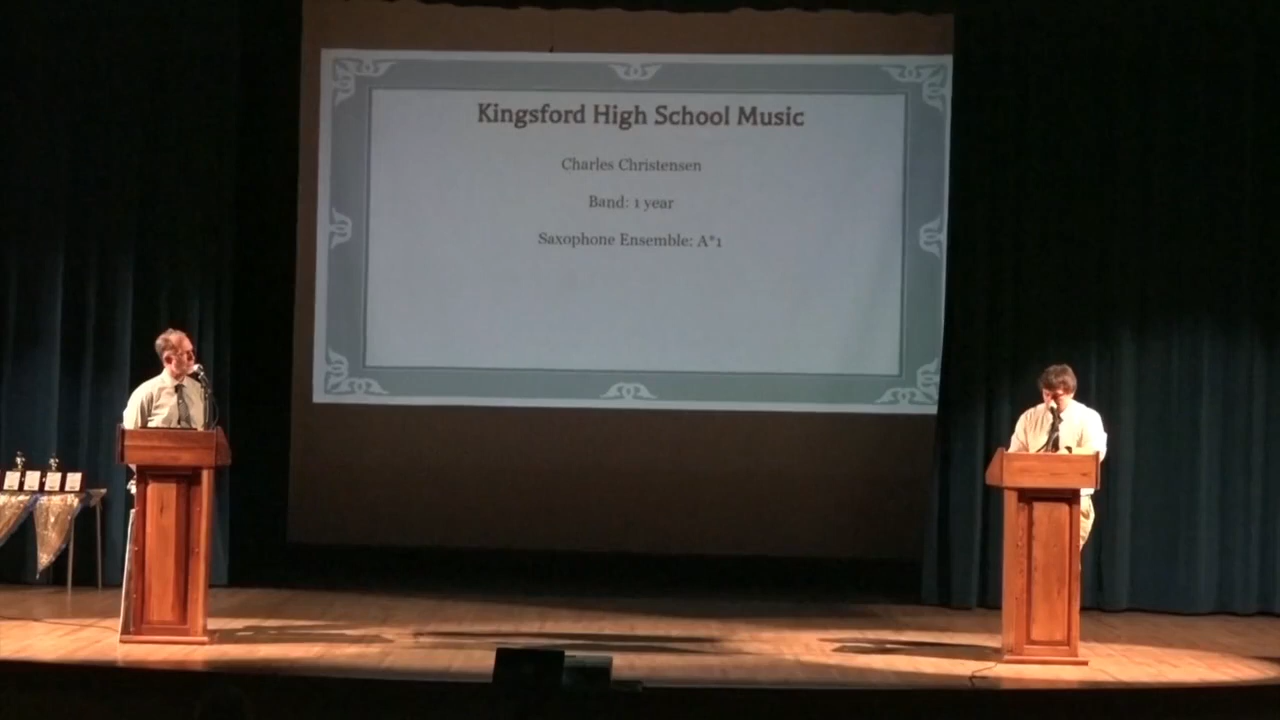 Kingsford High School Music
Charles Christensen
Band: 1 year
Saxophone Ensemble: A*1